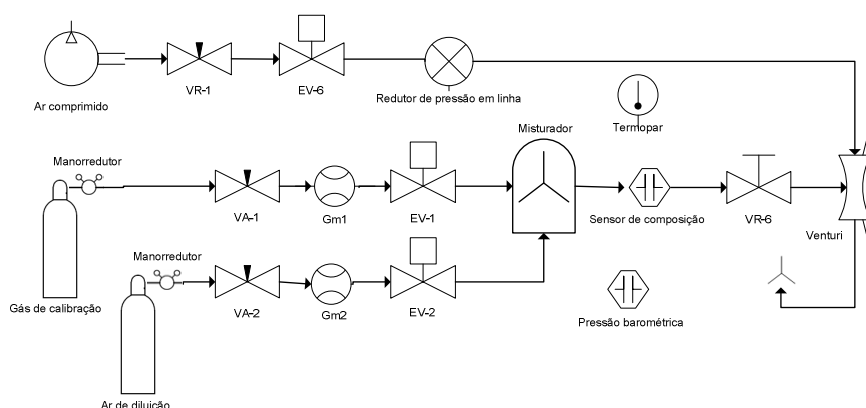 Ar comprimido
VR-1
EV-6
Redutor de pressão em linha
Termopar
Misturador
Manorredutor
VA-1
Gm1
EV-1
Sensor de composição
VR-6
Venturi
Gás de calibração
Manorredutor
VA-2
Gm2
EV-2
Pressão barométrica
Ar de diluição